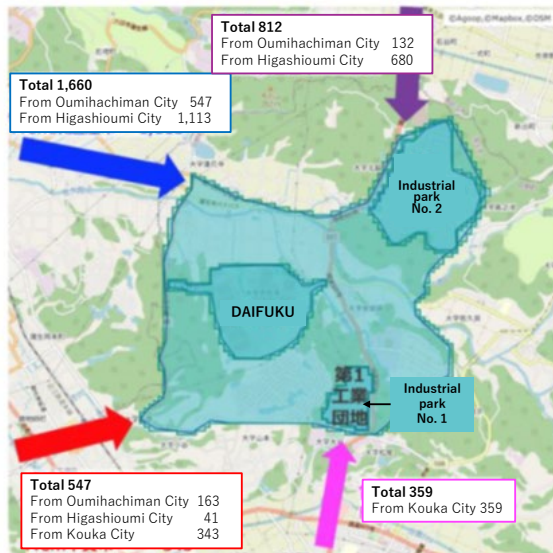 Total 812
From Oumihachiman City 132
From Higashioumi City 680
©Agoop, ©Mapbox, ©OSM
Total 1,660
From Oumihachiman City 547
From Higashioumi City 1,113
Industrial
park
No. 2
DAIFUKU
第1
工業
団地
Industrial
park
No. 1
Total 547
From Oumihachiman City 163
From Higashioumi City 41
From Kouka City 343
Total 359
From Kouka City 359